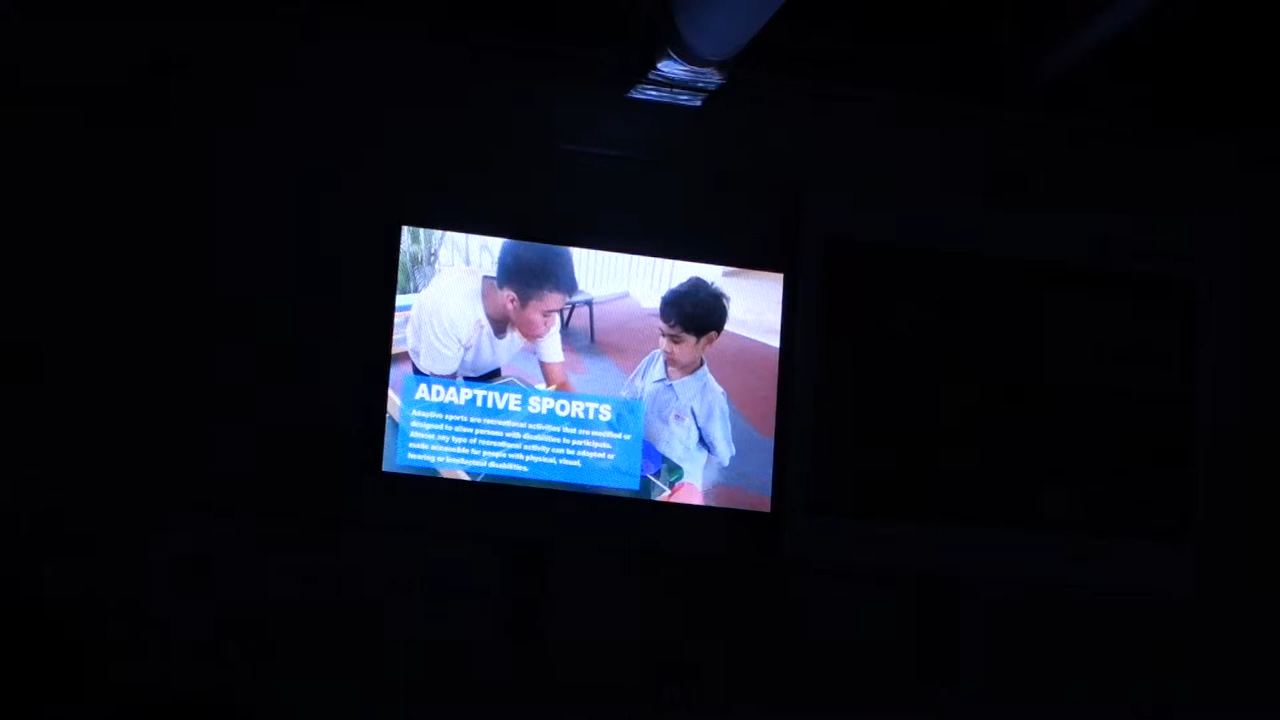 ADAPTIVE SPORTS
Adaptive sports are recreational activities that are modified or
designed to allow persons with disabilities to participate.
Almost any type of recreational activity can be adapted or
made accessible for people with physical, visual,
hearing or intellectual disabilities.